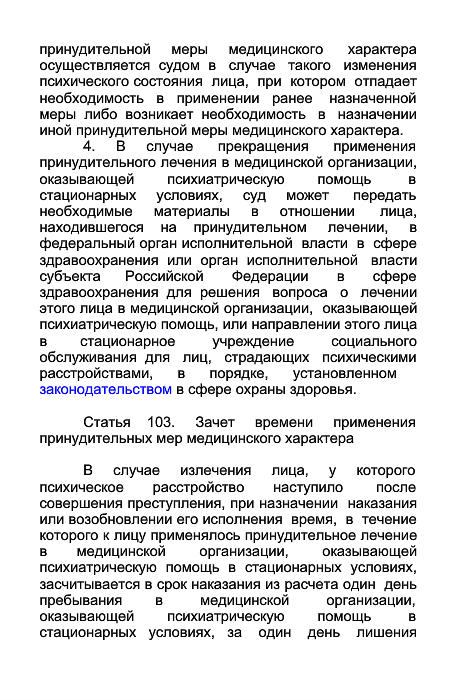 принудительной меры медицинского характера
осуществляется судом в случае такого изменения
психического состояния лица, при котором отпадает
необходимость в применении ранее назначенной
меры либо возникает необходимость в назначении
иной принудительной меры медицинского характера.
4. В случае прекращения применения
принудительного лечения в медицинской организации,
оказывающей психиатрическую помощь в
стационарных условиях, суд может передать
необходимые материалы в отношении лица,
находившегося на принудительном лечении, в
федеральный орган исполнительной власти в сфере
здравоохранения или орган исполнительной власти
субъекта Российской Федерации в сфере
здравоохранения для решения вопроса о лечении
этого лица в медицинской организации, оказывающей
психиатрическую помощь, или направлении этого лица
в стационарное учреждение социального
обслуживания для лиц, страдающих психическими
расстройствами, в порядке, установленном
законодательством в сфере охраны здоровья.
Статья 103. Зачет времени применения
принудительных мер медицинского характера
В случае излечения лица, у которого
психическое расстройство наступило после
совершения преступления, при назначении наказания
или возобновлении его исполнения время, в течение
которого к лицу применялось принудительное лечение
в медицинской организации, оказывающей
психиатрическую помощь в стационарных условиях,
засчитывается в срок наказания из расчета один день
пребывания в медицинской организации,
оказывающей психиатрическую помощь в
стационарных условиях, за один день лишения